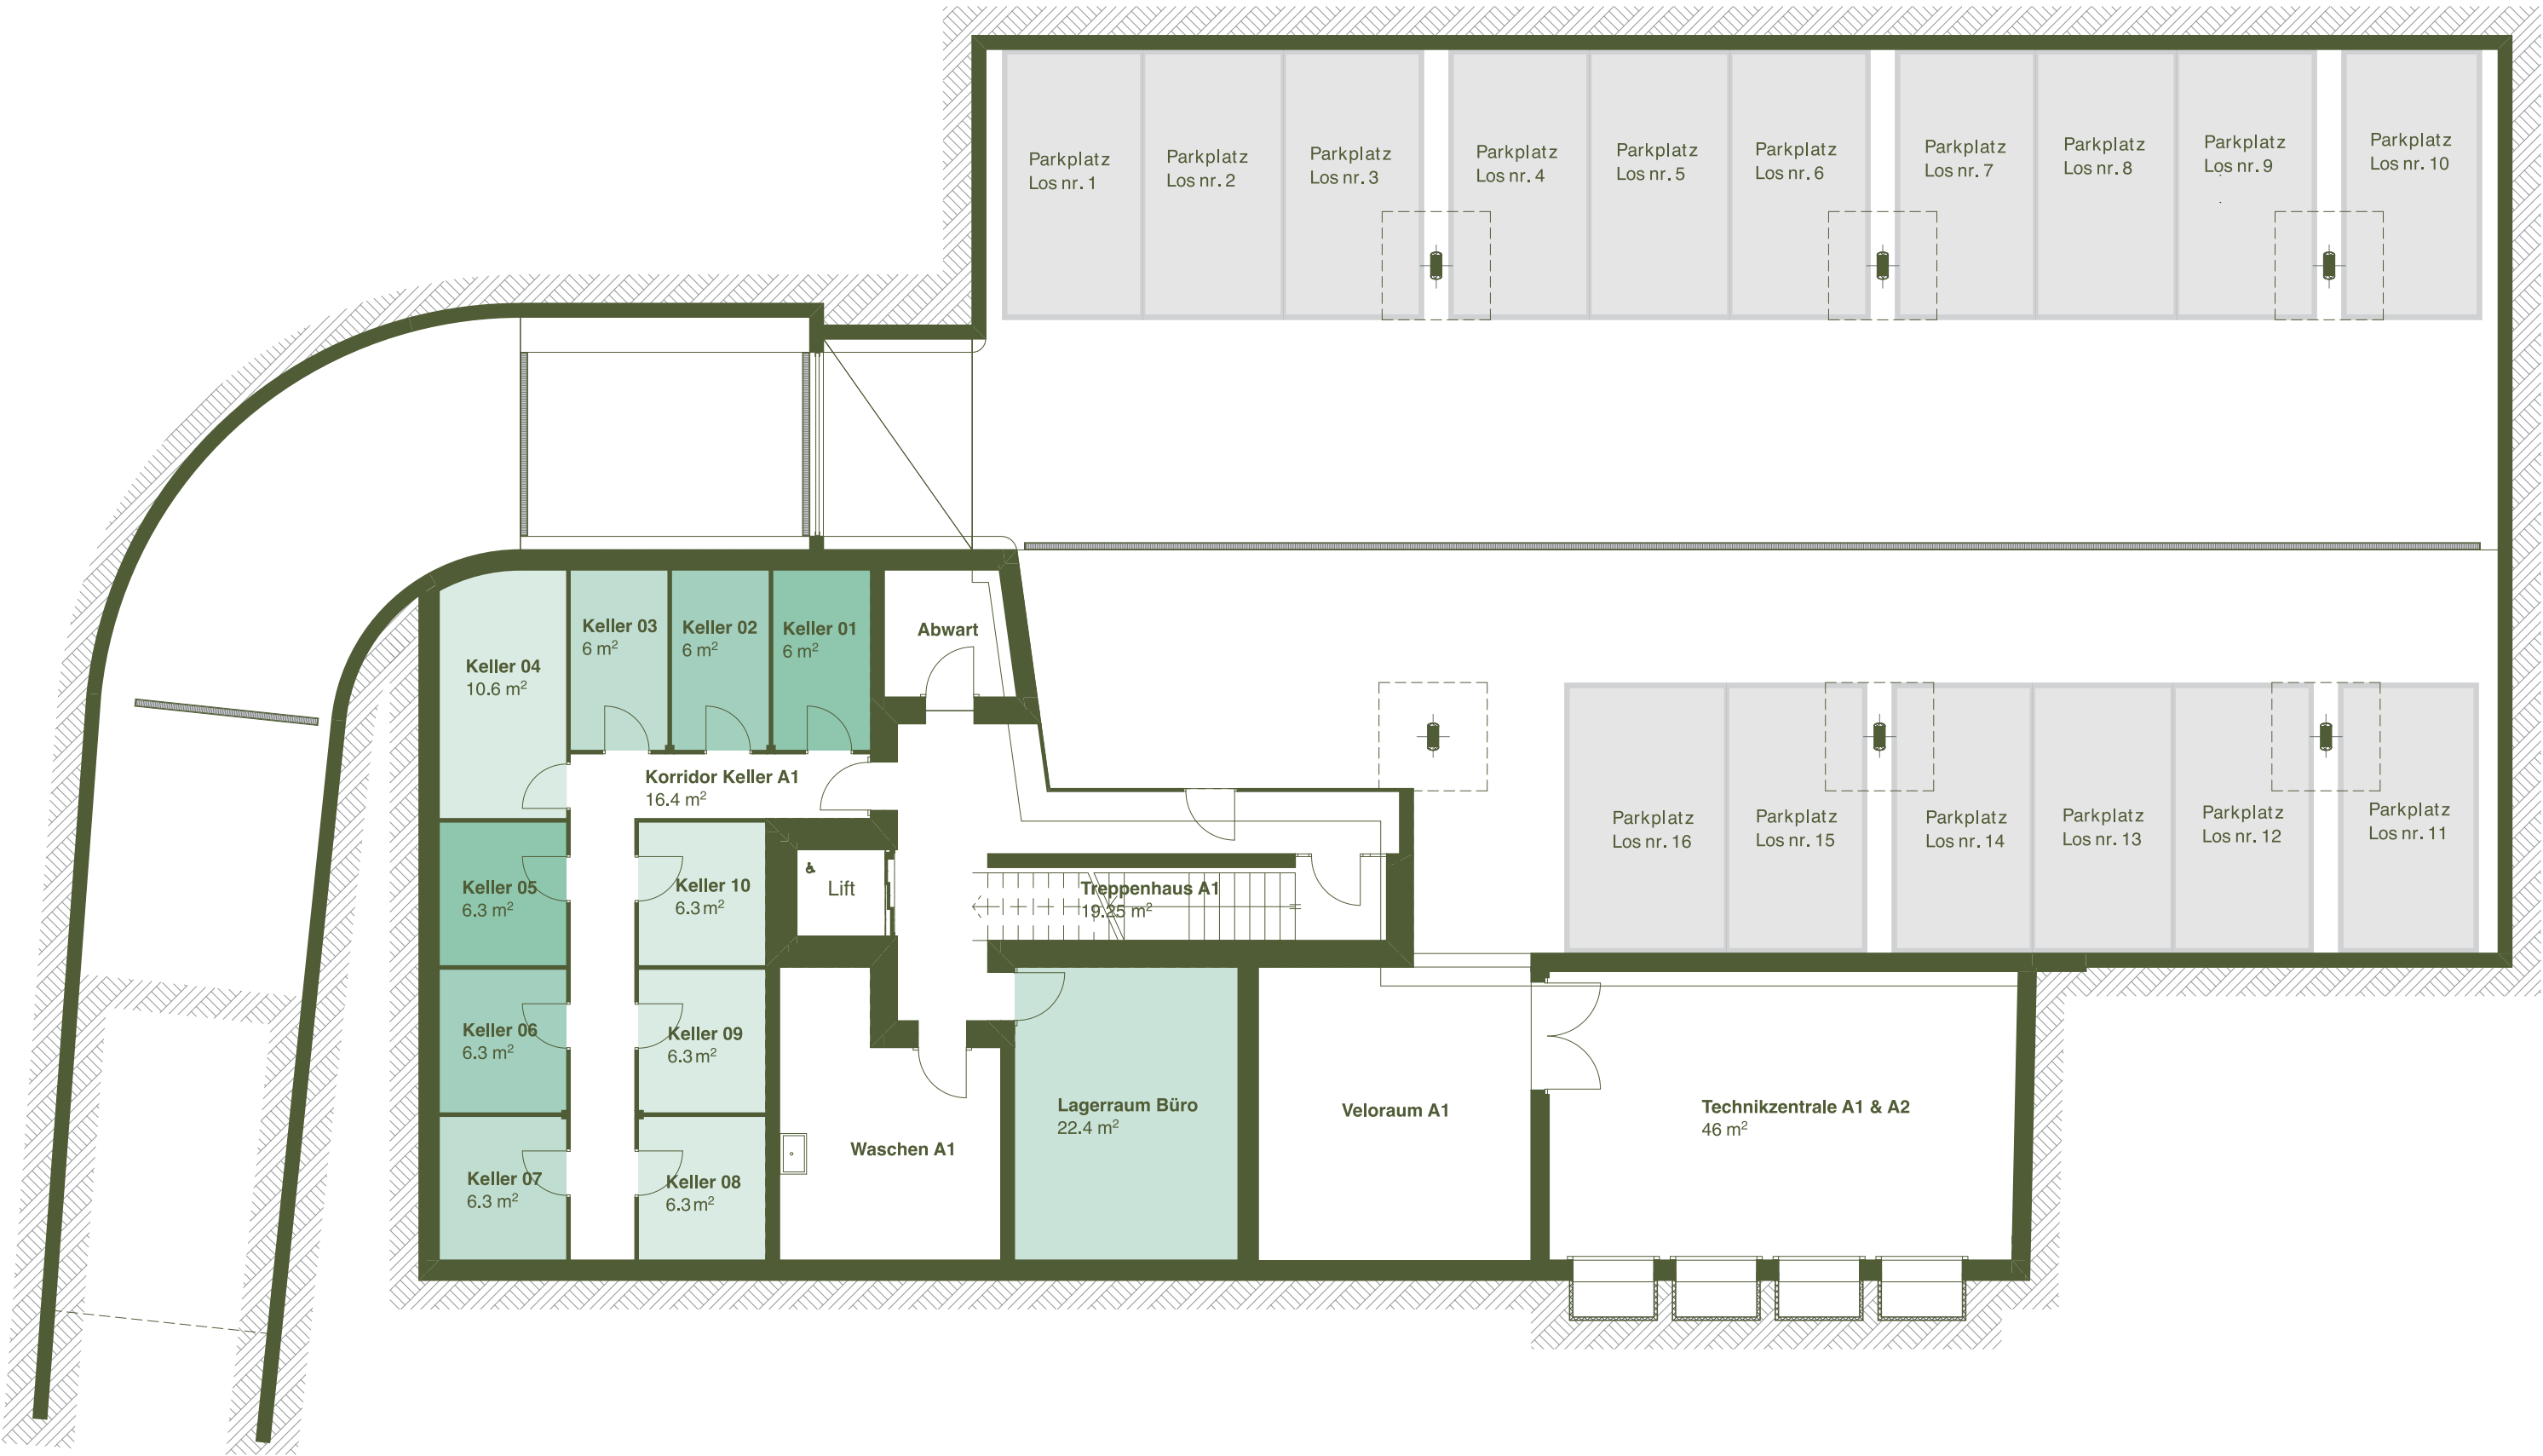 Parkplatz
Los nr. 1
Parkplatz
Los nr. 2
Parkplatz
Los nr. 3
Parkplatz
Los nr. 4
Parkplatz
Los nr. 5
Parkplatz
Los nr. 6
Parkplatz
Los nr. 7
Parkplatz
Los nr. 8
Parkplatz
Los nr. 9
Parkplatz
Los nr. 10
Keller 04
10.6 m²
Keller 03
6 m²
Keller 02
6 m²
Keller 01
6 m²
Abwart
Korridor Keller A1
16.4 m²
Keller 05
6.3 m²
Keller 10
6.3 m²
Lift
Treppenhaus A1
19.25 m²
Parkplatz
Los nr. 16
Parkplatz
Los nr. 15
Parkplatz
Los nr. 14
Parkplatz
Los nr. 13
Parkplatz
Los nr. 12
Parkplatz
Los nr. 11
Keller 06
6.3 m²
Keller 09
6.3 m²
Keller 07
6.3 m²
Keller 08
6.3 m²
Waschen A1
Lagerraum Büro
22.4 m²
Veloraum A1
Technikzentrale A1 & A2
46 m²